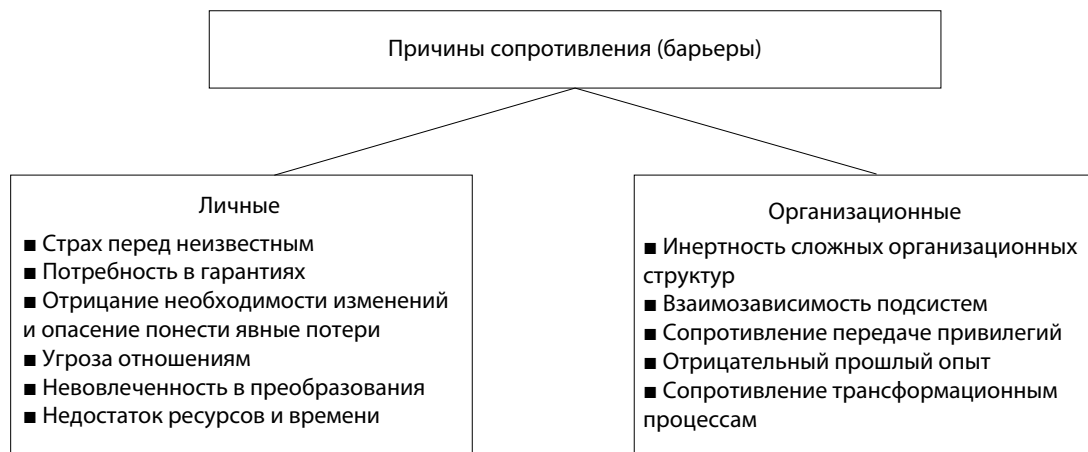 Причины сопротивления (барьеры)
Личные
■ Страх перед неизвестным
■ Потребность в гарантиях
■ Отрицание необходимости изменений
и опасение понести явные потери
■ Угроза отношениям
■ Невовлеченность в преобразования
■ Недостаток ресурсов и времени
Организационные
■ Инертность сложных организационных
структур
■ Взаимозависимость подсистем
■ Сопротивление передаче привилегий
■ Отрицательный прошлый опыт
■ Сопротивление трансформационным
процессам